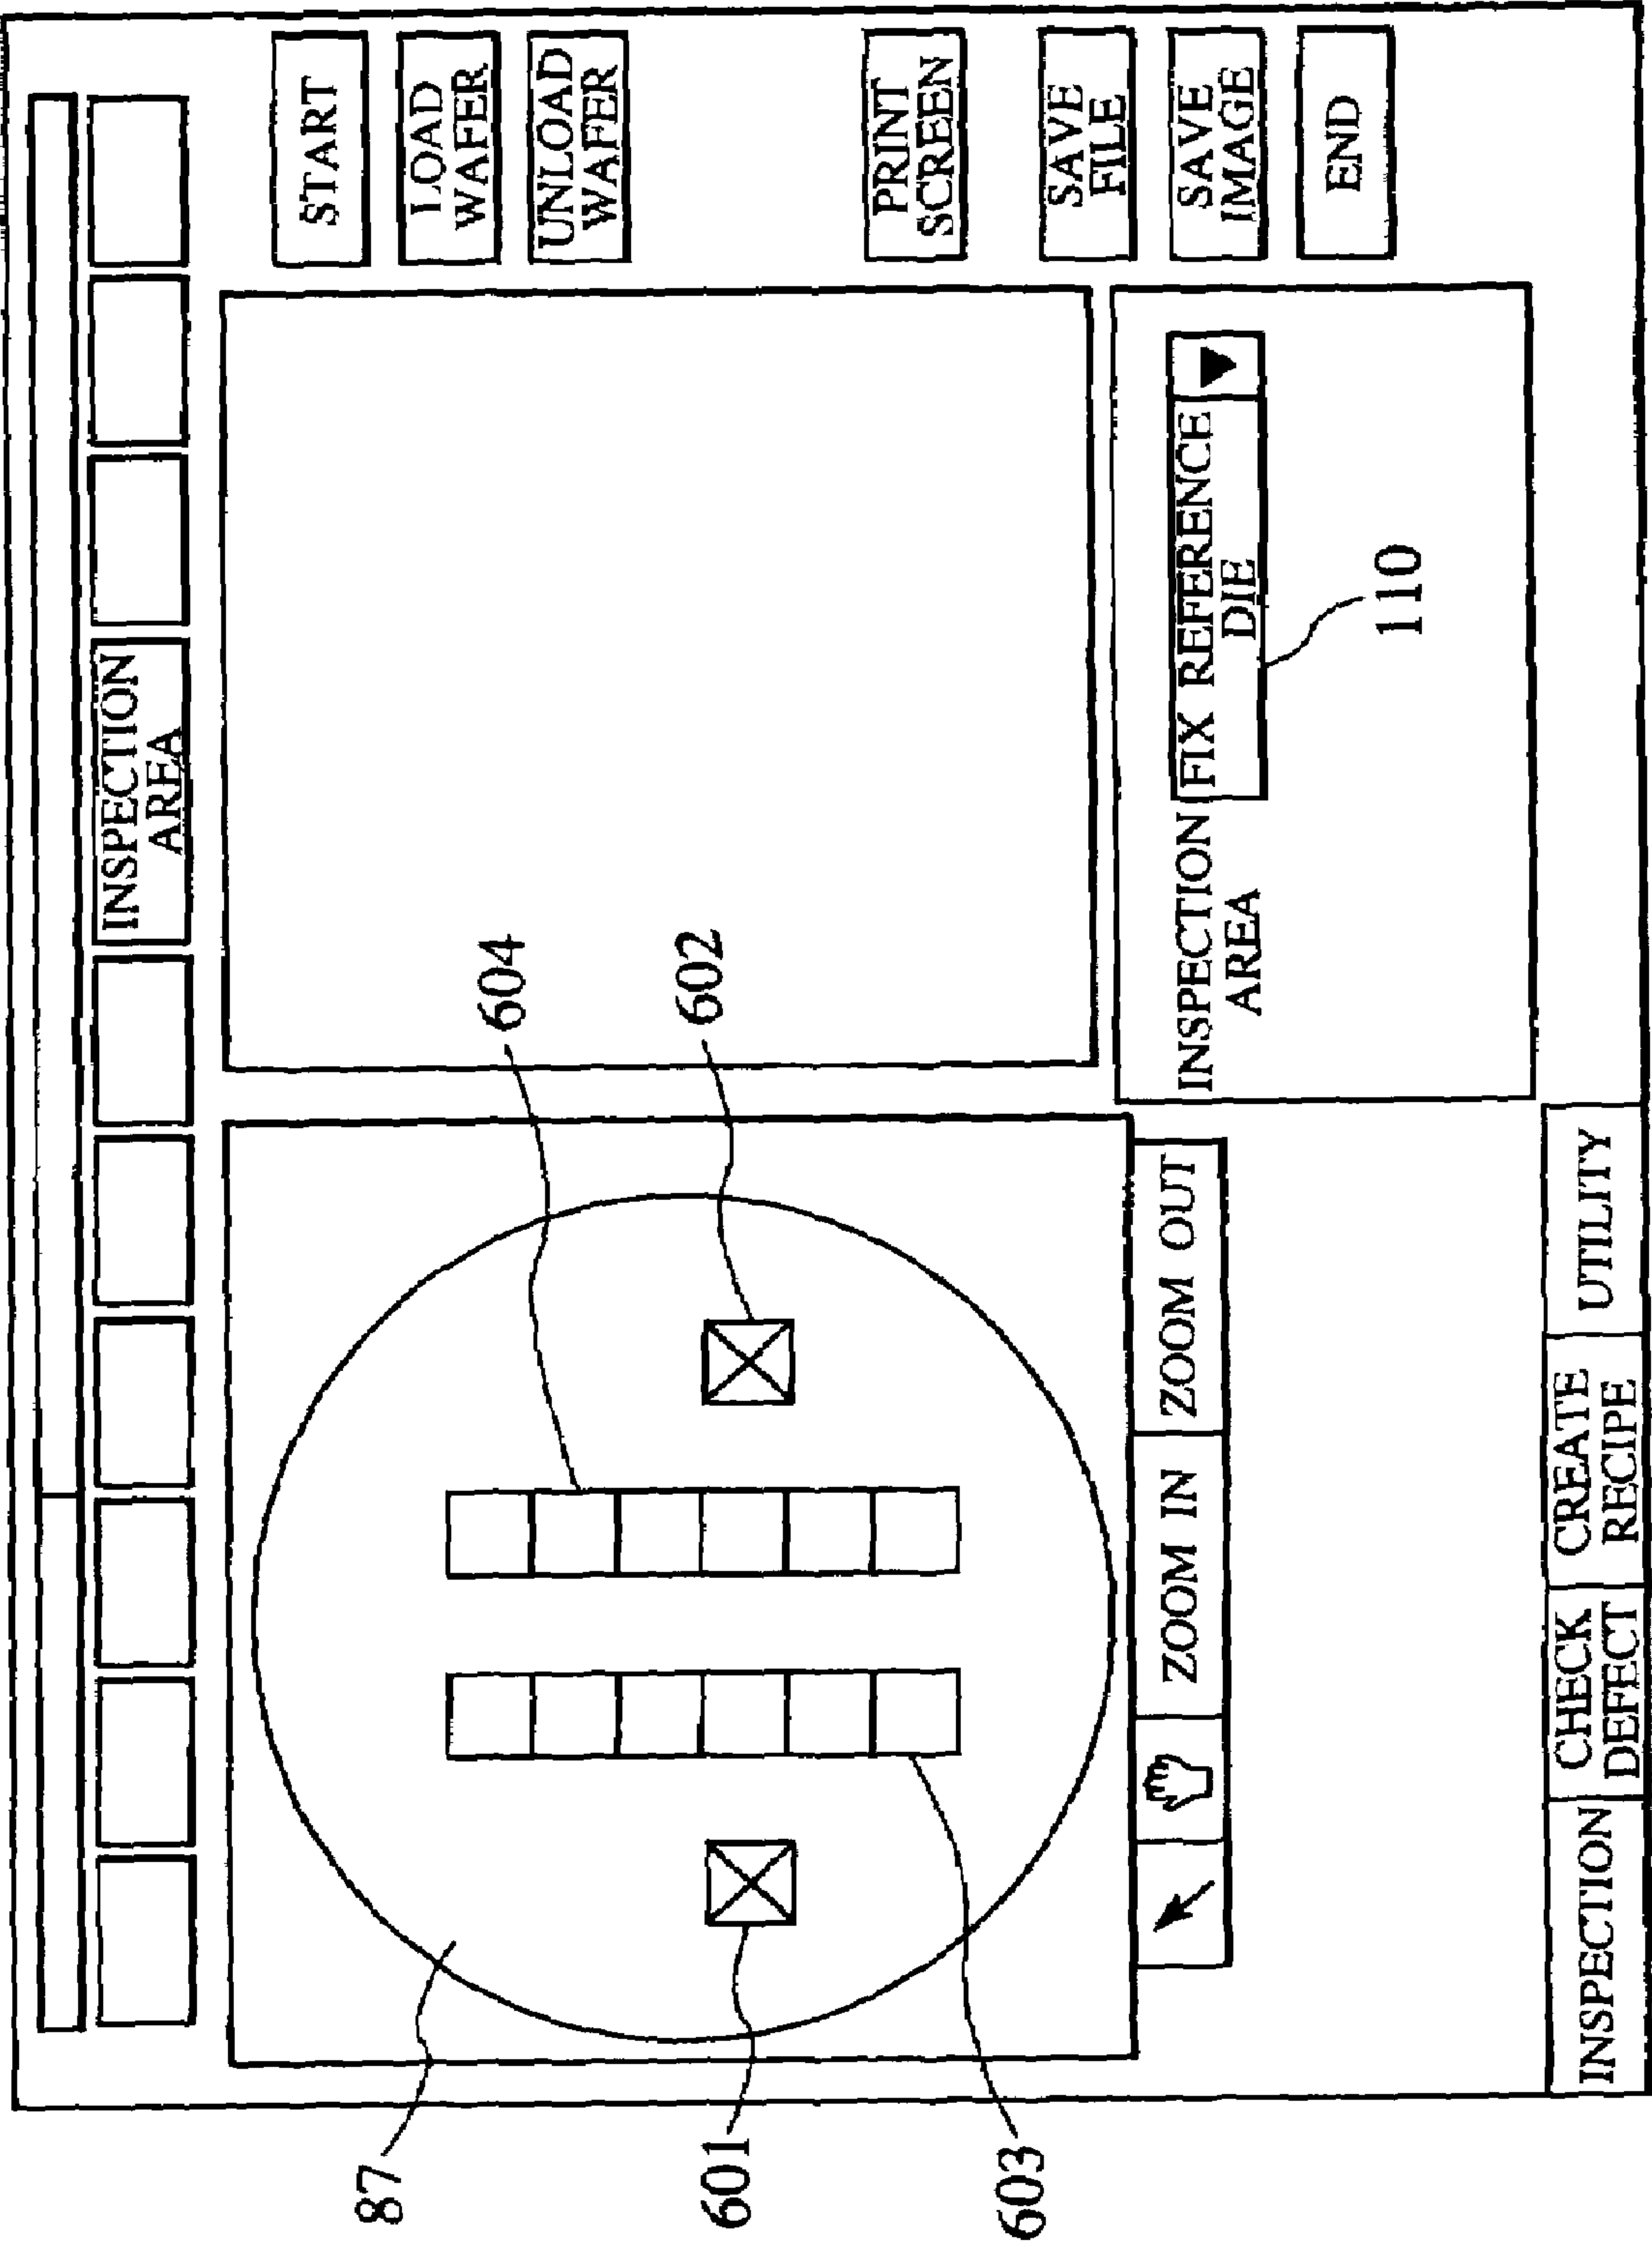 INSPECTION
AREA
START
LOAD
WAFER
UNLOAD
WAFER
PRINT
SCREEN
SAVE
FILE
SAVE
IMAGE
END
87
601
603
604
602
ZOOM IN
ZOOM OUT
INSPECTION
AREA
FIX REFERENCE
DIE
110
INSPECTION
CHECK
DEFECT
CREATE
RECIPE
UTILITY